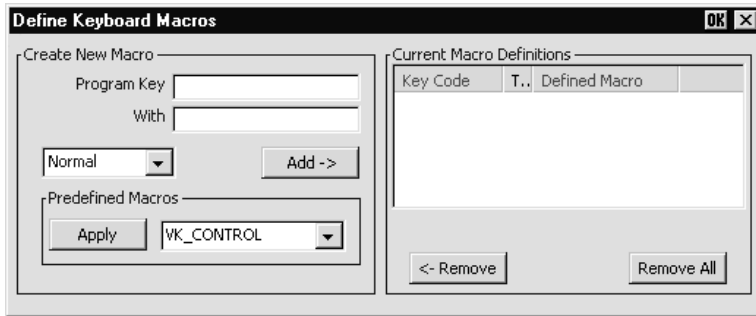 Define Keyboard Macros OK
Create New Macro
Program Key
With
Normal Add ->
Predefined Macros
Apply VK_CONTROL
Current Macro Definitions
Key Code T.. Defined Macro
<- Remove Remove All